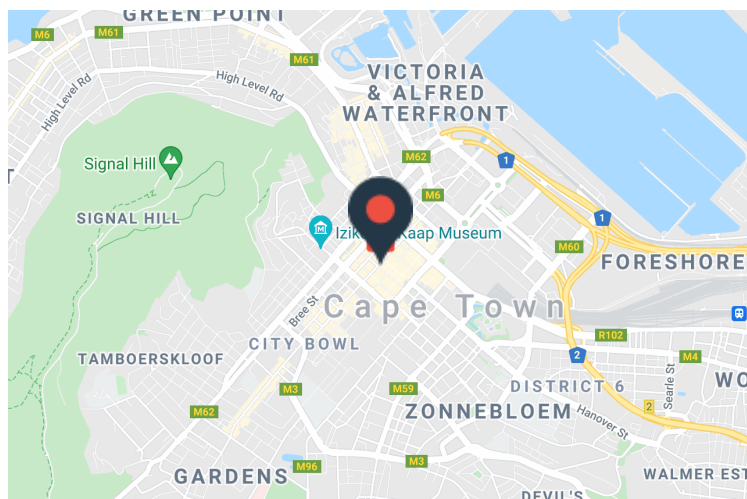 GREEN POINT
M6
M61
M61
High Level Rd
High Level Rd
VICTORIA
& ALFRED
WATERFRONT
M62
1
Signal Hill
SIGNAL HILL
M6
1
Kaap Museum
M60
FORESHORE
Bree St
Cape Town
CITY BOWL
R102
M4
TAMBOERSKLOOF
2
M3
M59
DISTRICT 6
Searle St
M62
ZONNEBLOEM
2
Hanover St
M3
M96
GARDENS
WALMER EST
DEVIL'S